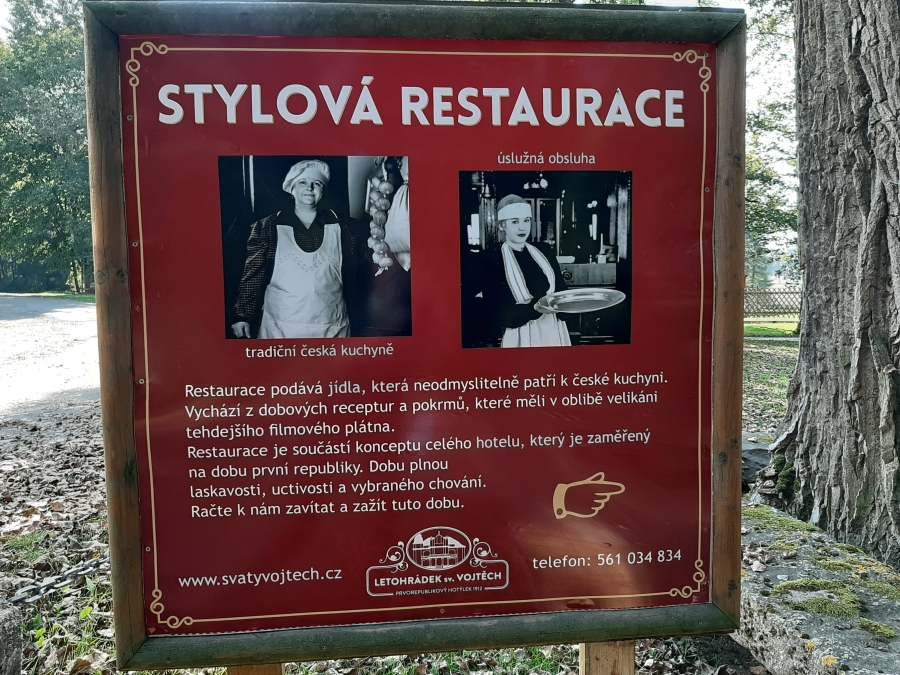 STYLOVÁ RESTAURACE
úslužná obsluha
tradiční česká kuchyně
Restaurace podává jídla, která neodmyslitelně patří k české kuchyni.
Vychází z dobových receptur a pokrmů, které měli v oblibě velikáni
tehdejšího filmového plátna.
Restaurace je součástí konceptu celého hotelu, který je zaměřený
na dobu první republiky. Dobu plnou
laskavosti, uctivosti a vybraného chování.
Račte k nám zavítat a zažít tuto dobu.
www.svatyvojtech.cz
LETOHRÁDEK sv. VOJTĚCH
PRVOREPUBLIKOVÝ HOTÝLEK 1912
telefon: 561 034 834